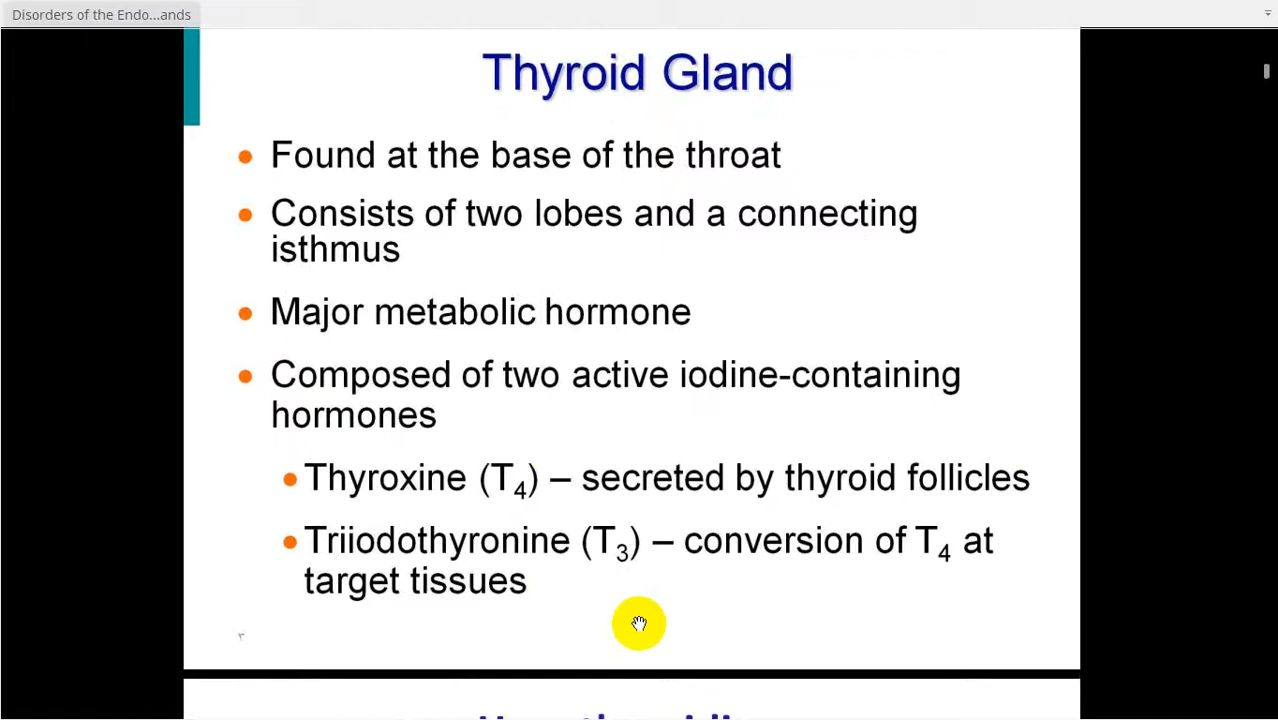 Disorders of the Endo...ands
Thyroid Gland
• Found at the base of the throat
• Consists of two lobes and a connecting
isthmus
• Major metabolic hormone
• Composed of two active iodine-containing
hormones
• Thyroxine (T₄) – secreted by thyroid follicles
• Triiodothyronine (T₃) – conversion of T₄ at
target tissues
٣